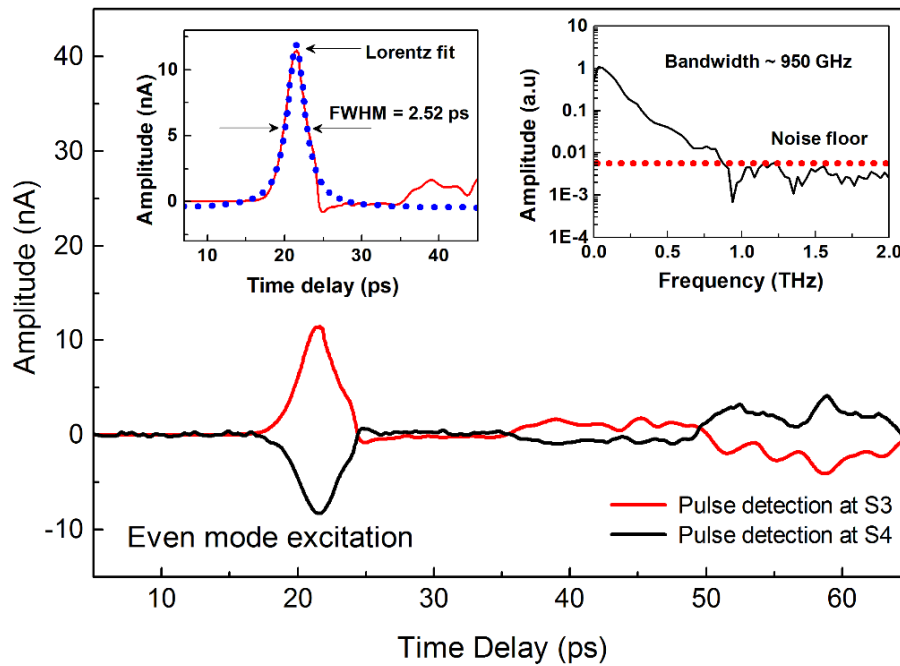 40
30
20
10
0
-10
Amplitude (nA)
10
20
30
40
50
60
Time Delay (ps)
10
5
0
Amplitude (nA)
Lorentz fit
FWHM = 2.52 ps
10
20
30
40
Time delay (ps)
1
0.1
0.01
1E-3
1E-4
Amplitude (a.u)
Bandwidth ~ 950 GHz
Noise floor
0.0
0.5
1.0
1.5
2.0
Frequency (THz)
Even mode excitation
Pulse detection at S3
Pulse detection at S4